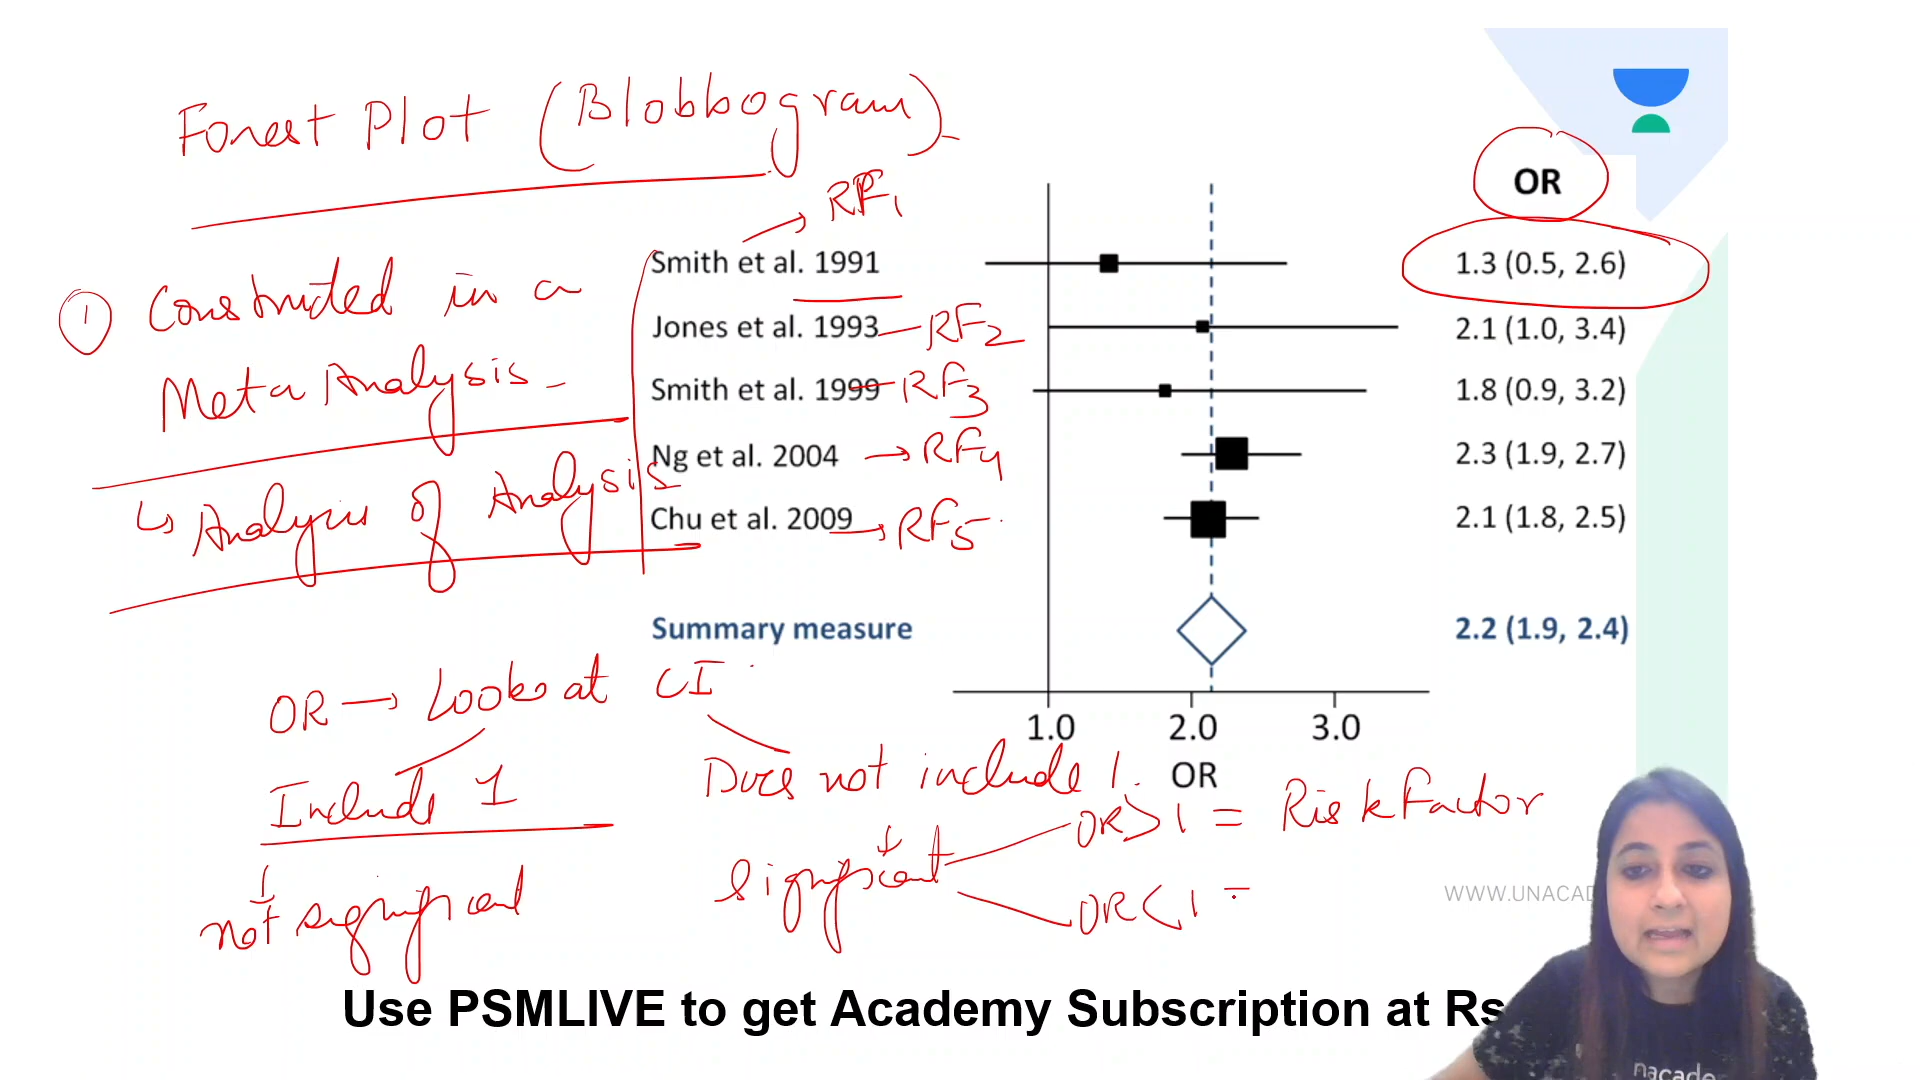 Forest Plot (Blobbogram)
① Constructed in a
Meta Analysis
↳ Analysis of Analysis
RF1
OR
Smith et al. 1991
1.3 (0.5, 2.6)
Jones et al. 1993
RF2
2.1 (1.0, 3.4)
Smith et al. 1999
RF3
1.8 (0.9, 3.2)
Ng et al. 2004
→ RF4
2.3 (1.9, 2.7)
Chu et al. 2009
→ RF5
2.1 (1.8, 2.5)
Summary measure
2.2 (1.9, 2.4)
1.0 2.0 3.0
OR
OR → Looks at CI
Include 1
not significant
Does not include 1.
Significant
OR > 1 = Risk Factor
OR < 1 =
WWW.UNACAD
Use PSMLIVE to get Academy Subscription at Rs
nacade